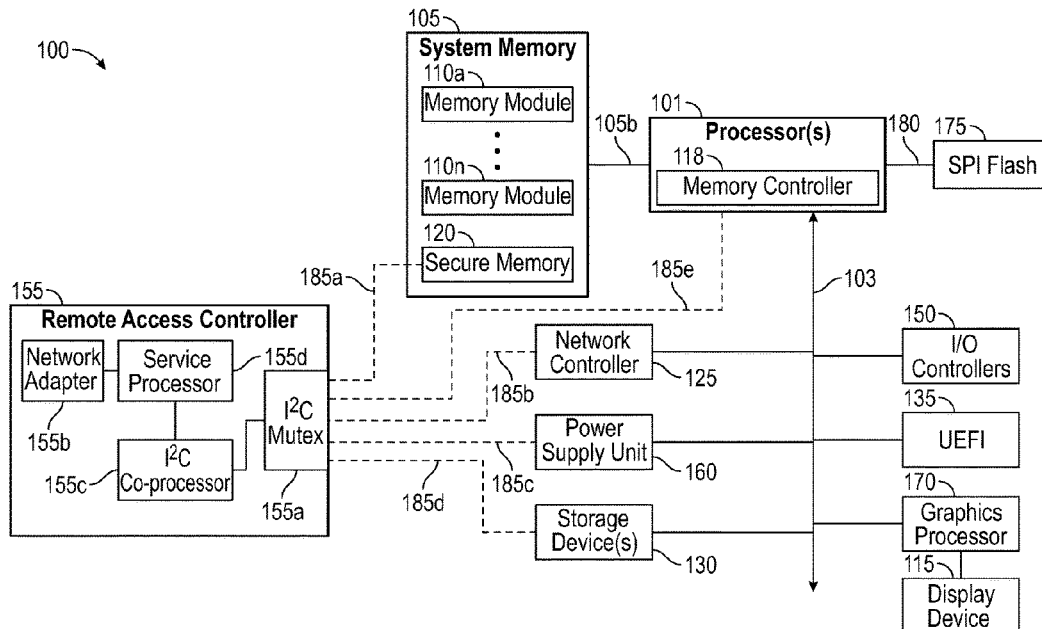 100
105
System Memory
110a
Memory Module
110n
Memory Module
120
Secure Memory
105b
101
Processor(s)
118
Memory Controller
180
175
SPI Flash
185a
185e
103
155
Remote Access Controller
Network
Adapter
155b
Service
Processor
155d
I²C
Mutex
155a
I²C
Co-processor
155c
185b
185c
185d
Network
Controller
125
Power
Supply Unit
160
Storage
Device(s)
130
150
I/O
Controllers
135
UEFI
170
Graphics
Processor
115
Display
Device